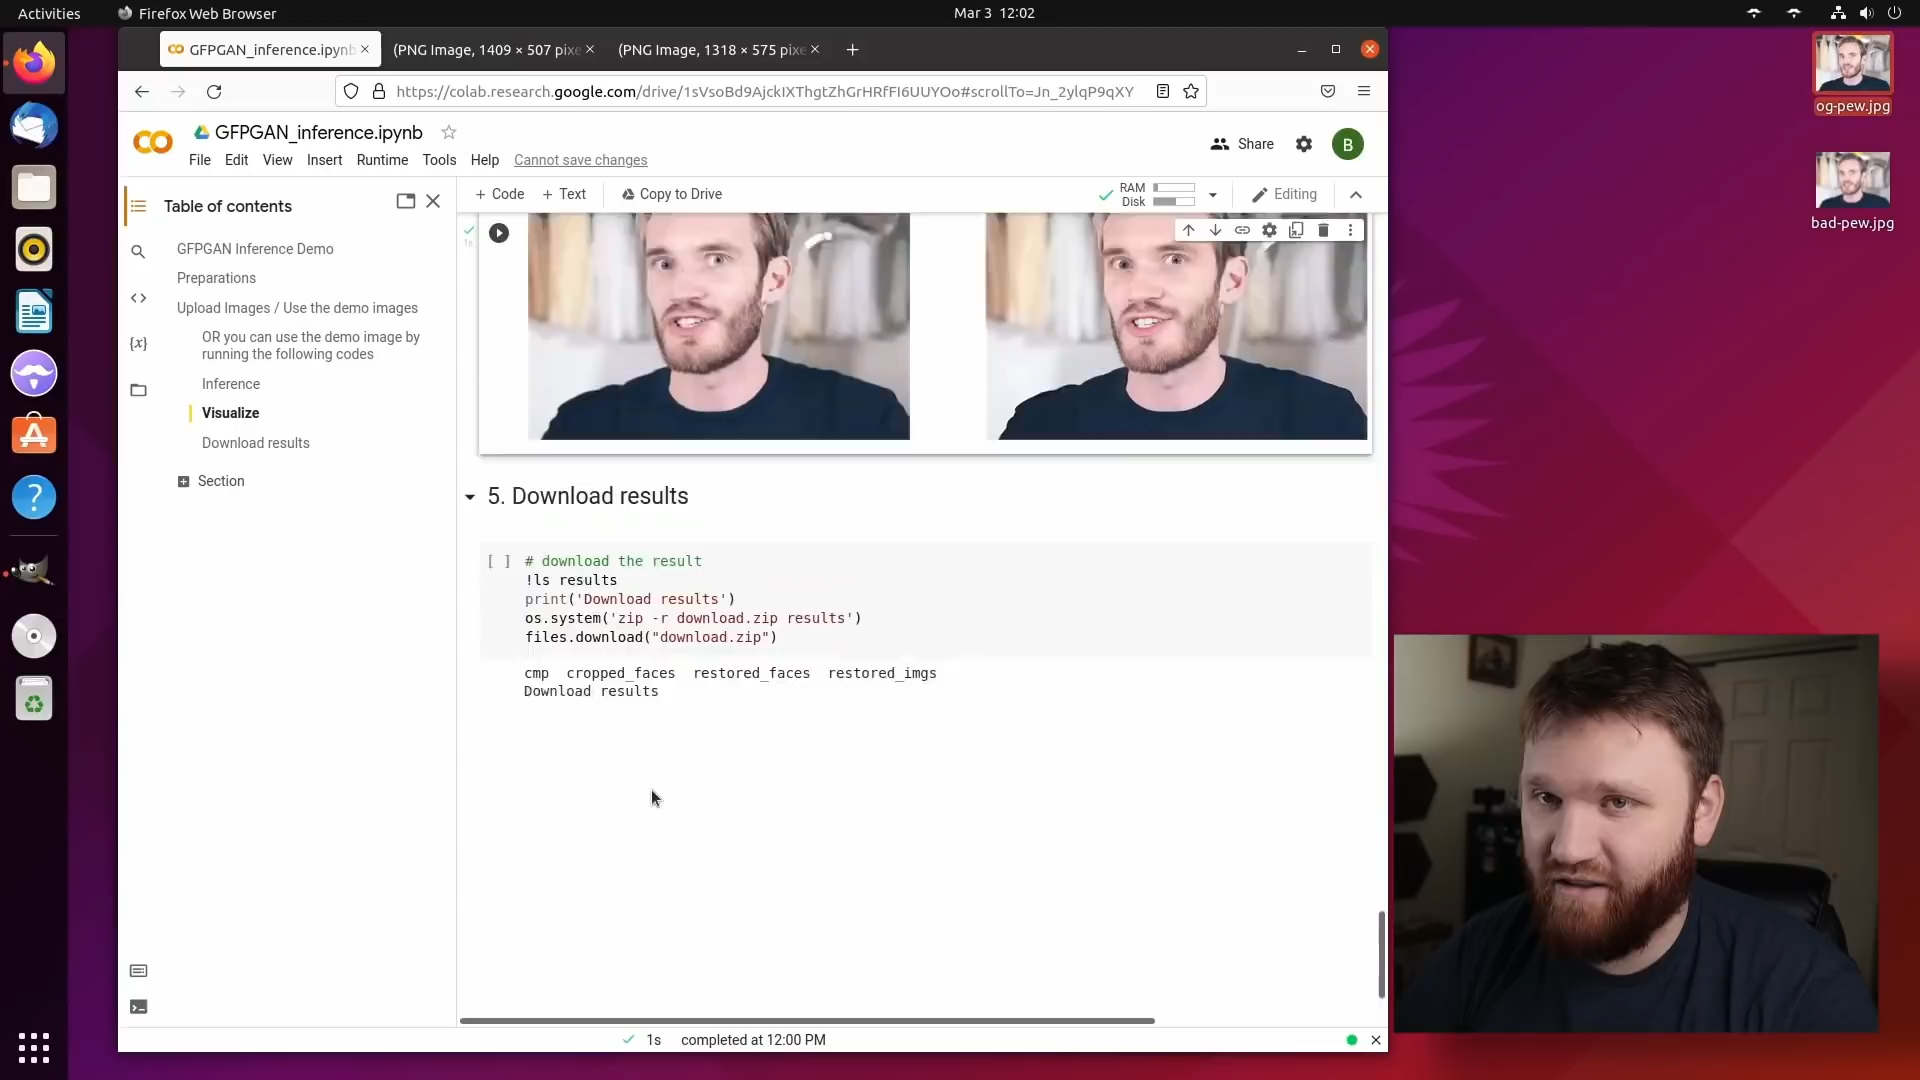 Activities
Firefox Web Browser
Mar 3 12:02
GFPGAN_inference.ipynb
(PNG Image, 1409 × 507 pixe
(PNG Image, 1318 × 575 pixe
https://colab.research.google.com/drive/1sVsoBd9AjckIXThgtZhGrHRfFI6UUYOo#scrollTo=Jn_2ylqP9qXY
GFPGAN_inference.ipynb
File Edit View Insert Runtime Tools Help Cannot save changes
Share
B
+ Code + Text
Copy to Drive
RAM
Disk
Editing
Table of contents
GFPGAN Inference Demo
Preparations
Upload Images / Use the demo images
OR you can use the demo image by
running the following codes
Inference
Visualize
Download results
Section
{x}
1s
5. Download results
[ ] # download the result
!ls results
print('Download results')
os.system('zip -r download.zip results')
files.download("download.zip")
cmp cropped_faces restored_faces restored_imgs
Download results
1s completed at 12:00 PM
og-pew.jpg
bad-pew.jpg